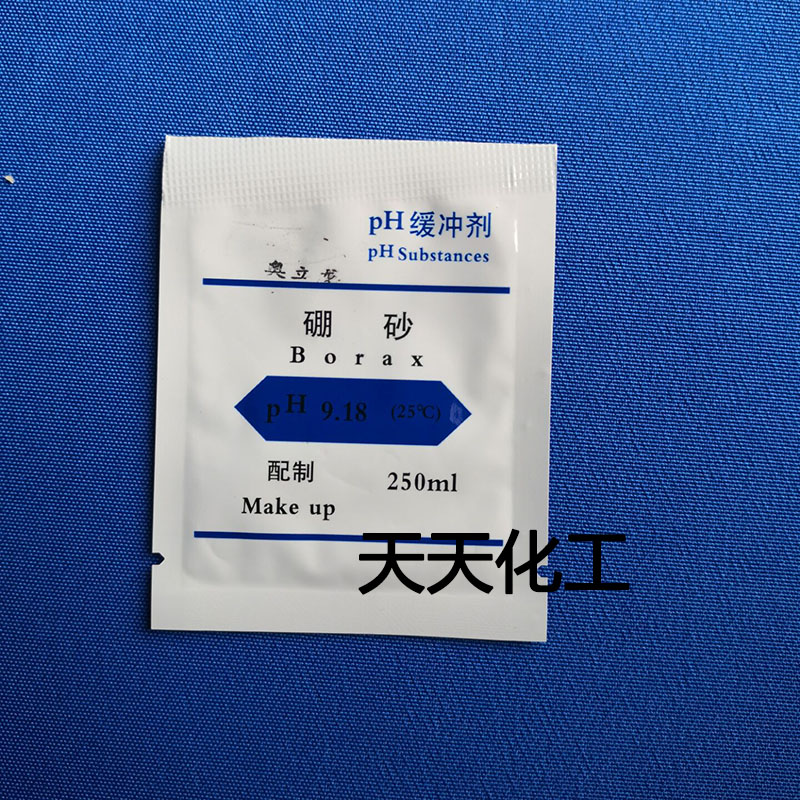 pH缓冲剂
pH Substances
奥立龙
硼 砂
Borax
pH 9.18 (25℃)
配制 250ml
Make up
天天化工